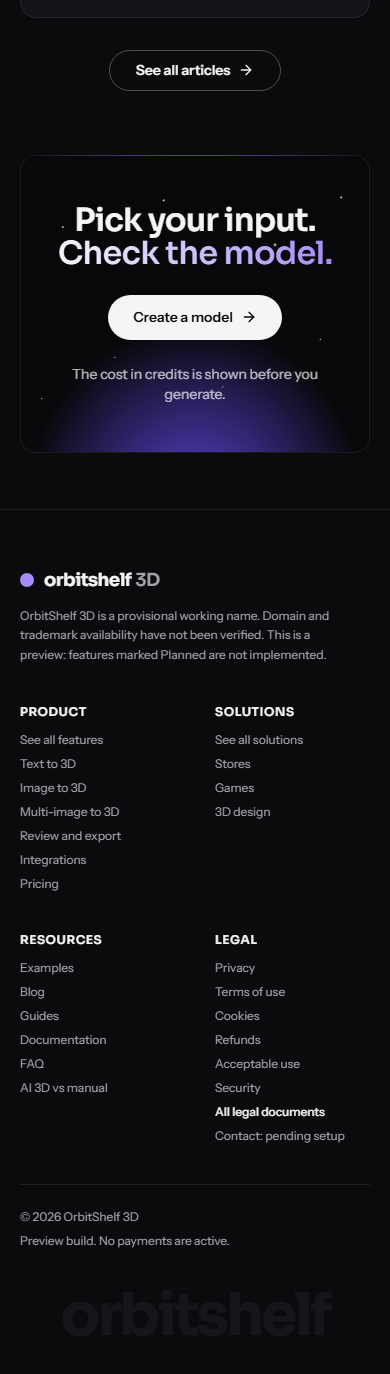 See all articles
Pick your input.
Check the model.
Create a model
The cost in credits is shown before you
generate.
orbitshelf 3D
OrbitShelf 3D is a provisional working name. Domain and
trademark availability have not been verified. This is a
preview: features marked Planned are not implemented.
PRODUCT
See all features
Text to 3D
Image to 3D
Multi-image to 3D
Review and export
Integrations
Pricing
SOLUTIONS
See all solutions
Stores
Games
3D design
RESOURCES
Examples
Blog
Guides
Documentation
FAQ
AI 3D vs manual
LEGAL
Privacy
Terms of use
Cookies
Refunds
Acceptable use
Security
All legal documents
Contact: pending setup
© 2026 OrbitShelf 3D
Preview build. No payments are active.
orbitshelf